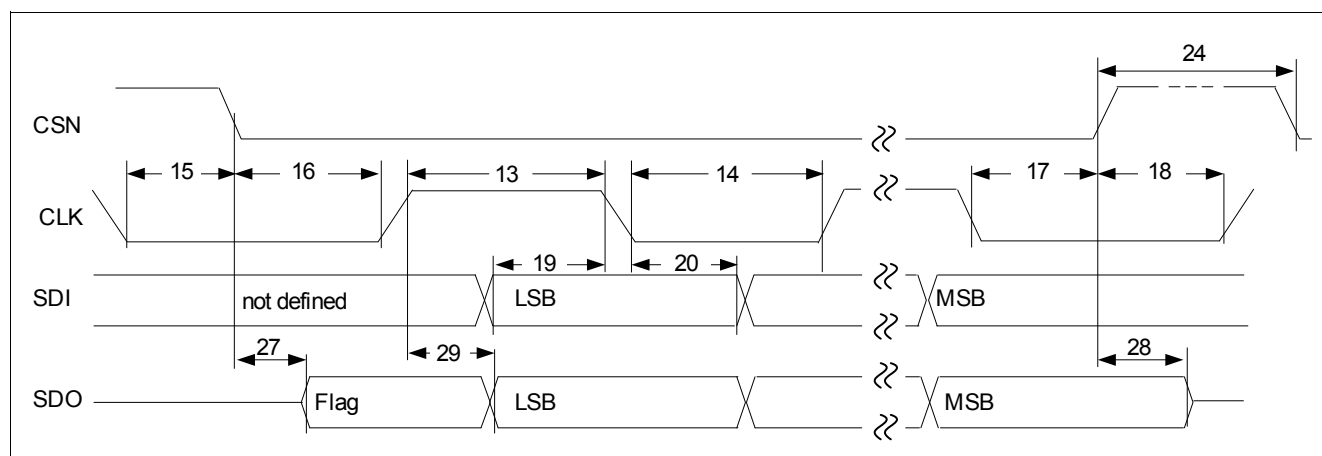 24
CSN
15 16 13 14 17 18
CLK
19 20
SDI not defined LSB MSB
27 29 28
SDO Flag LSB MSB